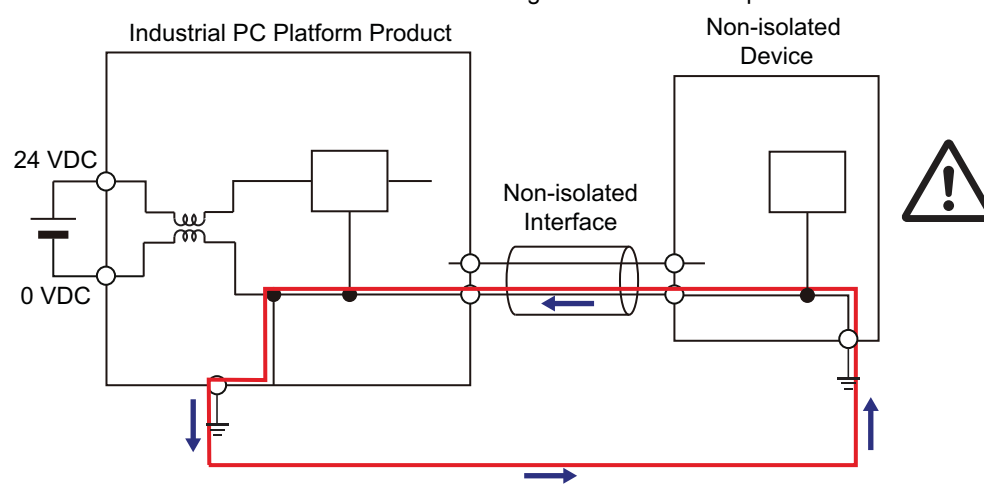 Industrial PC Platform Product
Non-isolated
Device
24 VDC
Non-isolated
Interface
0 VDC